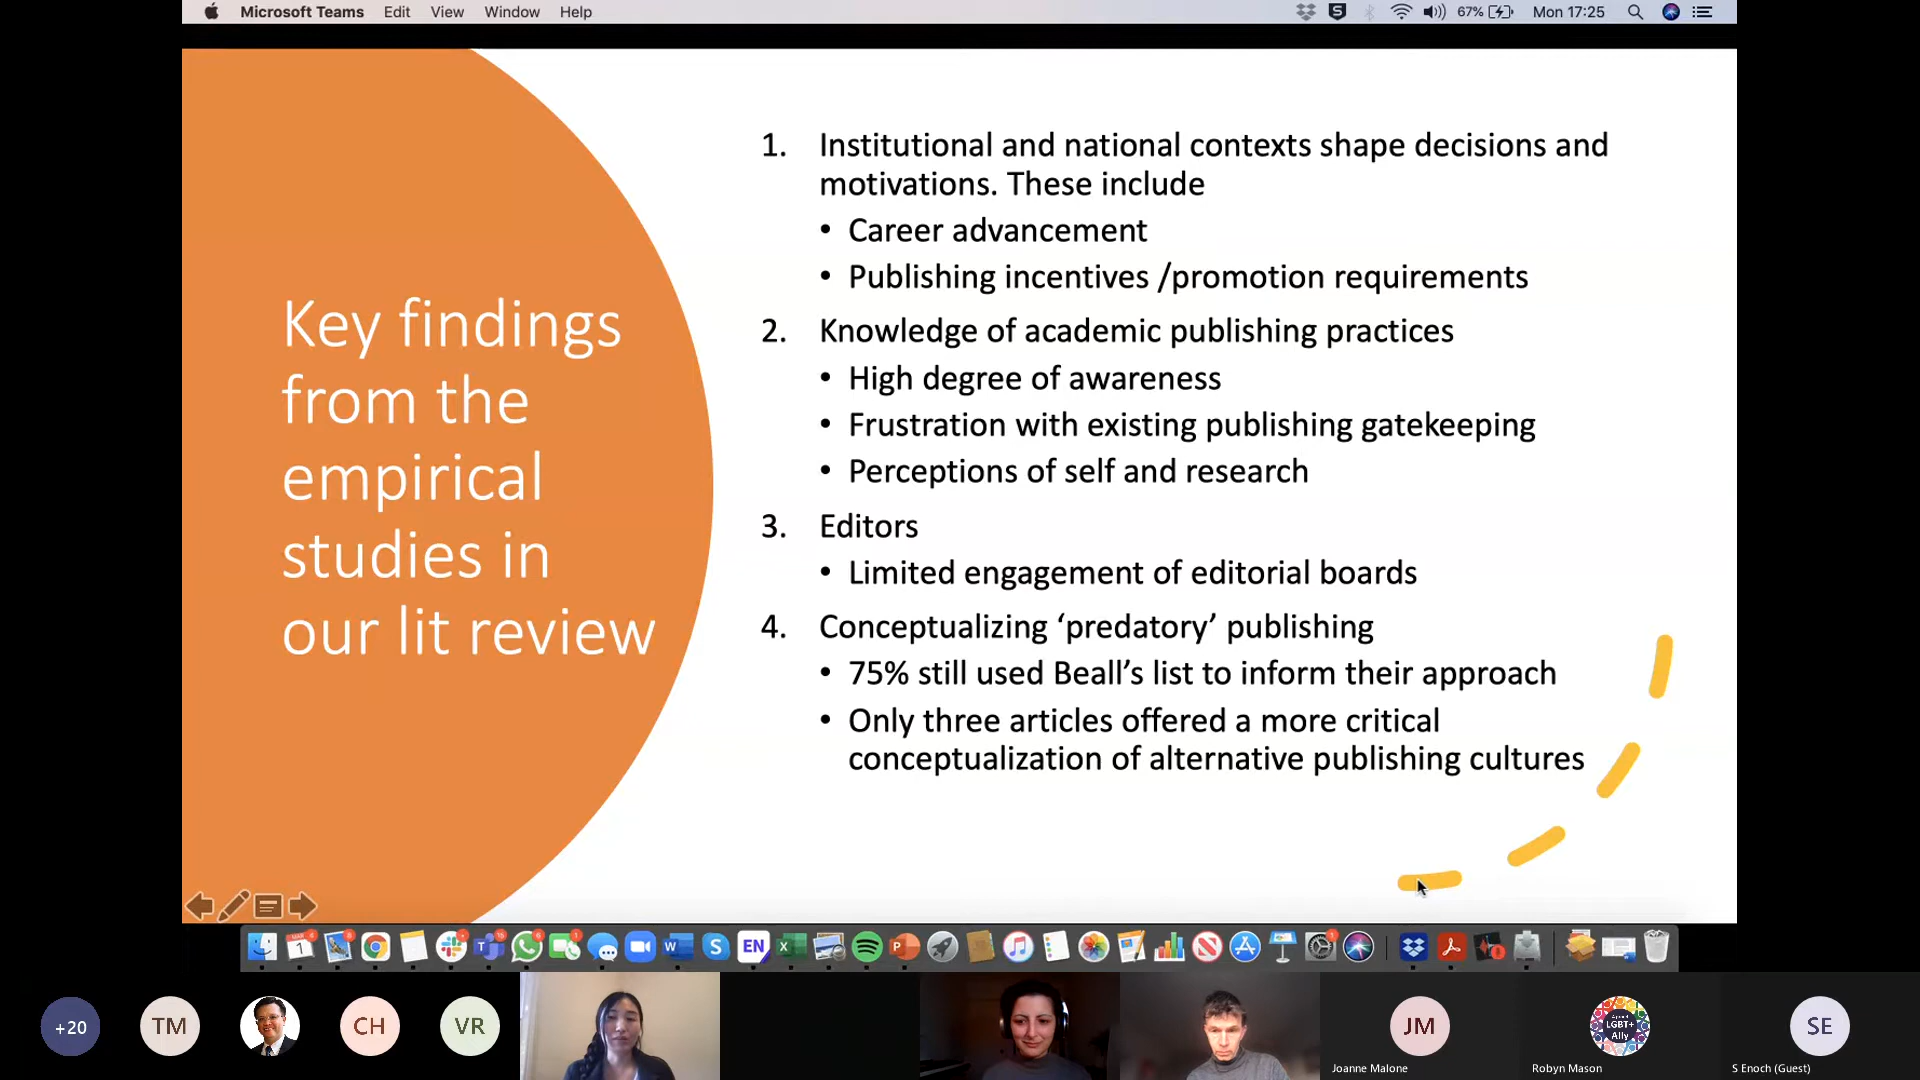 Microsoft Teams Edit View Window Help 67% Mon 17:25
Key findings
from the
empirical
studies in
our lit review
1. Institutional and national contexts shape decisions and
motivations. These include
• Career advancement
• Publishing incentives /promotion requirements
2. Knowledge of academic publishing practices
• High degree of awareness
• Frustration with existing publishing gatekeeping
• Perceptions of self and research
3. Editors
• Limited engagement of editorial boards
4. Conceptualizing ‘predatory’ publishing
• 75% still used Beall’s list to inform their approach
• Only three articles offered a more critical
conceptualization of alternative publishing cultures
EN
+20 TM CH VR JM LGBT+ Ally SE
Joanne Malone Robyn Mason S Enoch (Guest)